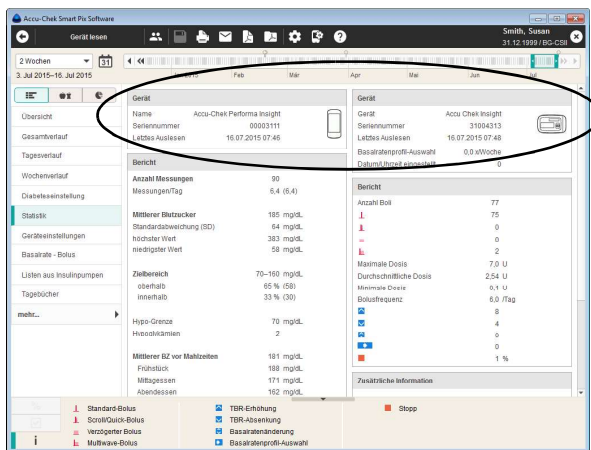 Accu-Chek Smart Pix Software
Gerät lesen
Smith, Susan
31.12.1999 / BG-CSII
2 Wochen
31
3. Jul 2015–16. Jul 2015
Feb
Mär
Apr
Mai
Jun
Jul
Übersicht
Gesamtverlauf
Tagesverlauf
Wochenverlauf
Diabeteseinstellung
Statistik
Geräteeinstellungen
Basalrate - Bolus
Listen aus Insulinpumpen
Tagebücher
mehr...
Gerät
Name Accu-Chek Performa Insight
Seriennummer 00003111
Letztes Auslesen 16.07.2015 07:46
Bericht
Anzahl Messungen 90
Messungen/Tag 6,4 (6,4)
Mittlerer Blutzucker 185 mg/dL
Standardabweichung (SD) 64 mg/dL
höchster Wert 383 mg/dL
niedrigster Wert 58 mg/dL
Zielbereich 70–160 mg/dL
oberhalb 65 % (58)
innerhalb 33 % (30)
Hypo-Grenze 70 mg/dL
Hypoglykämien 2
Mittlerer BZ vor Mahlzeiten 181 mg/dL
Frühstück 188 mg/dL
Mittagessen 171 mg/dL
Abendessen 162 mg/dL
Gerät
Gerät Accu Chek Insight
Seriennummer 31004313
Letztes Auslesen 16.07.2015 07:48
Basalratenprofil-Auswahl 0,0 x/Woche
Datum/Uhrzeit eingestellt 0
Bericht
Anzahl Boli 77
75
0
0
2
Maximale Dosis 7,0 U
Durchschnittliche Dosis 2,54 U
Minimale Dosis 0,1 U
Bolusfrequenz 6,0 /Tag
8
4
0
0
1 %
Zusätzliche Information
Standard-Bolus
Scroll/Quick-Bolus
Verzögerter Bolus
Multiwave-Bolus
TBR-Erhöhung
TBR-Absenkung
Basalratenänderung
Basalratenprofil-Auswahl
Stopp
i